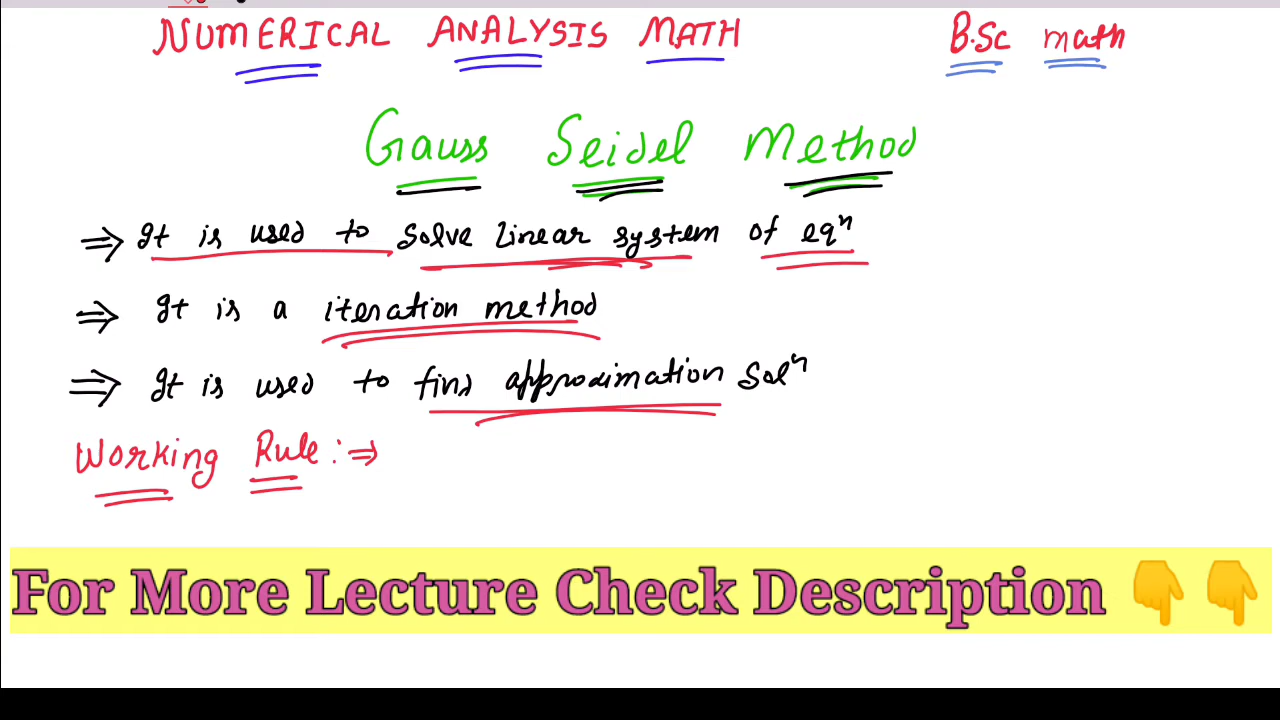 NUMERICAL ANALYSIS MATH B.Sc math
Gauss Seidel Method
⇒ It is used to solve linear system of eqⁿ
⇒ It is a iteration method
⇒ It is used to find approximation Solⁿ
Working Rule :⇒
For More Lecture Check Description 👇👇